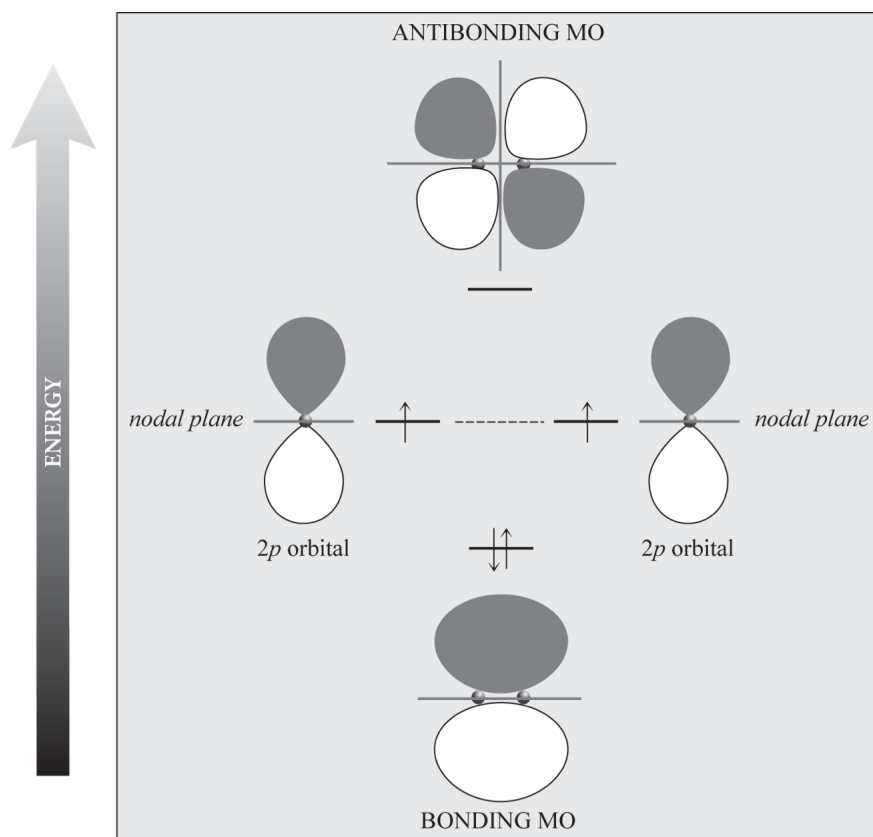 ANTIBONDING MO
ENERGY
nodal plane
nodal plane
2p orbital
2p orbital
BONDING MO